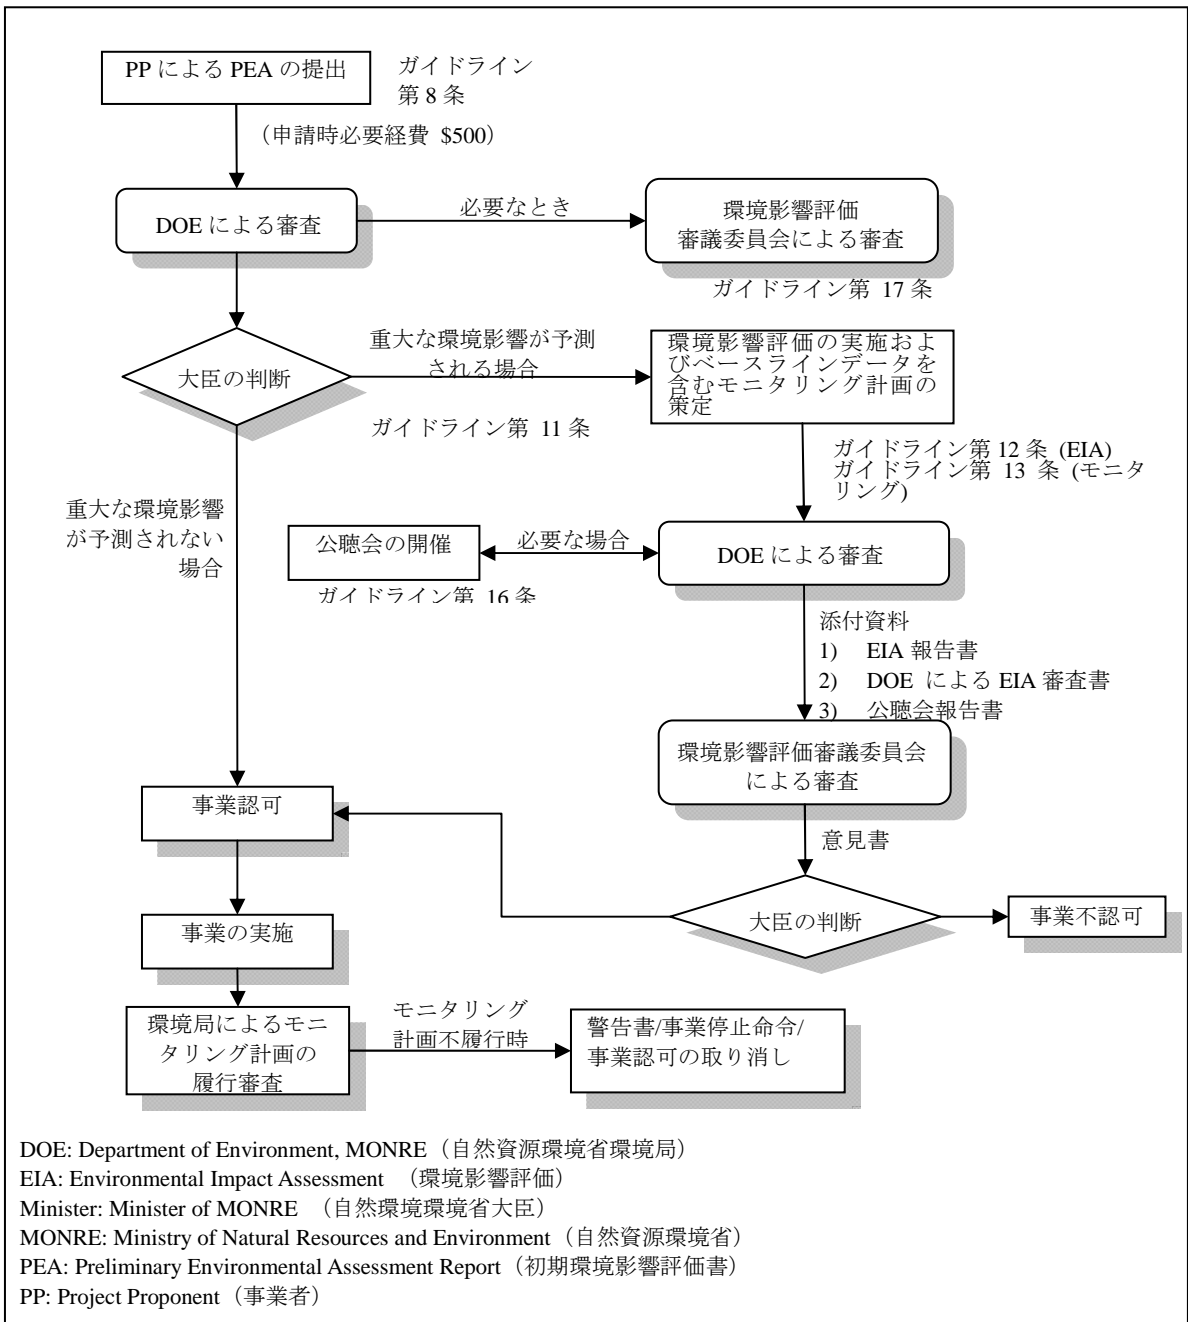 PP による PEA の提出
ガイドライン
第 8 条
（申請時必要経費 $500）
DOE による審査
必要なとき
環境影響評価
審議委員会による審査
ガイドライン第 17 条
大臣の判断
重大な環境影響が予測
される場合
ガイドライン第 11 条
環境影響評価の実施およ
びベースラインデータを
含むモニタリング計画の
策定
ガイドライン第 12 条 (EIA)
ガイドライン第 13 条 (モニタ
リング)
重大な環境影響
が予測されない
場合
公聴会の開催
必要な場合
DOE による審査
ガイドライン第 16 条
添付資料
1) EIA 報告書
2) DOE による EIA 審査書
3) 公聴会報告書
環境影響評価審議委員会
による審査
意見書
事業認可
大臣の判断
事業不認可
事業の実施
環境局によるモニ
タリング計画の
履行審査
モニタリング
計画不履行時
警告書/事業停止命令/
事業認可の取り消し
DOE: Department of Environment, MONRE（自然資源環境省環境局）
EIA: Environmental Impact Assessment （環境影響評価）
Minister: Minister of MONRE （自然環境環境省大臣）
MONRE: Ministry of Natural Resources and Environment（自然資源環境省）
PEA: Preliminary Environmental Assessment Report（初期環境影響評価書）
PP: Project Proponent（事業者）